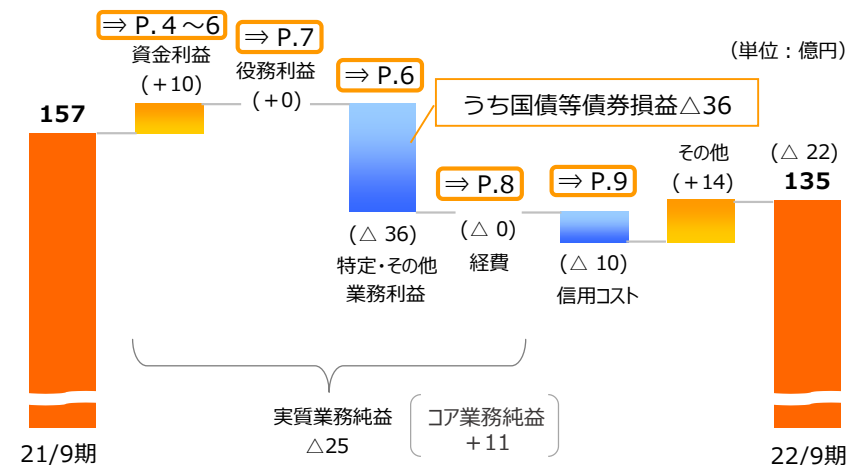 (単位：億円)
⇒ P.４～6
資金利益
(＋10)
⇒ P.7
役務利益
(＋0)
⇒ P.6
うち国債等債券損益△36
157
(△ 36)
特定・その他
業務利益
⇒ P.8
(△ 0)
経費
⇒ P.9
(△ 10)
信用コスト
その他
(＋14)
(△ 22)
135
実質業務純益
△25
コア業務純益
＋11
21/9期
22/9期